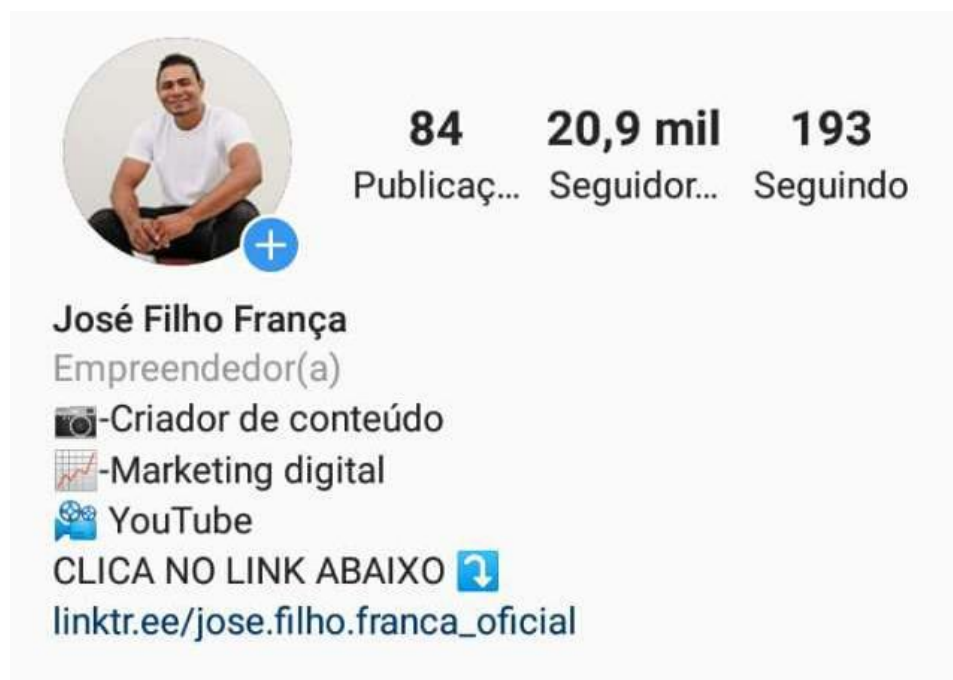 84 20,9 mil 193
Publicaç... Seguidor... Seguindo
José Filho França
Empreendedor(a)
📷-Criador de conteúdo
📈-Marketing digital
🎥 YouTube
CLICA NO LINK ABAIXO ⤵️
linktr.ee/jose.filho.franca_oficial